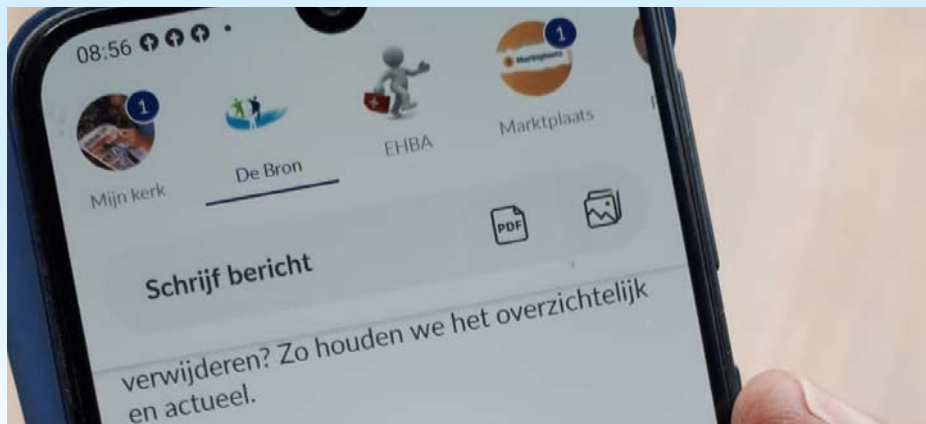 08:56
1
1
Marktplaats
Mijn kerk
De Bron
EHBA
Marktplaats
Schrijf bericht
PDF
verwijderen? Zo houden we het overzichtelijk
en actueel.